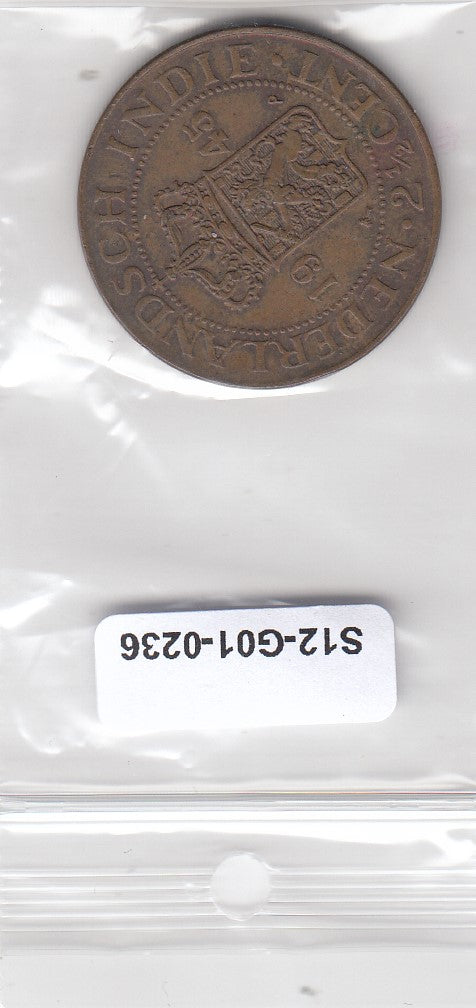 NEDERLANDSCH INDIE · 2½ CENT ·
19 45
P
S12-G01-0236